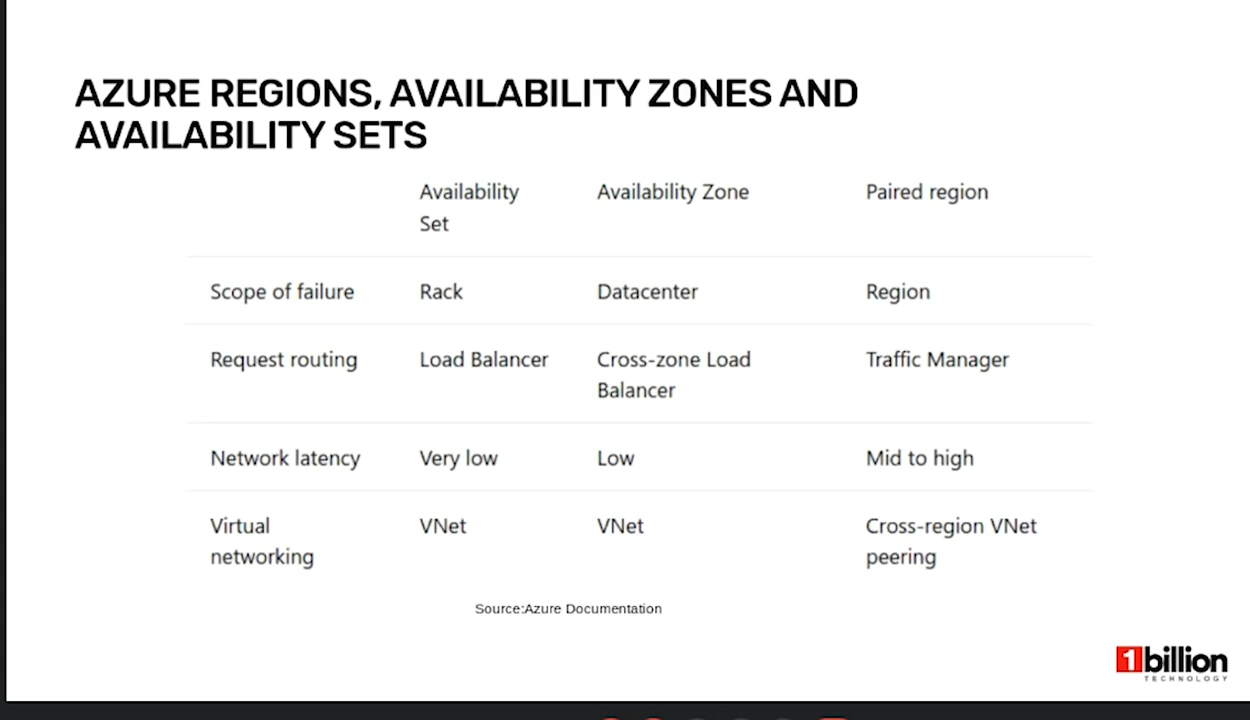 AZURE REGIONS, AVAILABILITY ZONES AND
AVAILABILITY SETS
Availability Set Availability Zone Paired region
Scope of failure Rack Datacenter Region
Request routing Load Balancer Cross-zone Load Balancer Traffic Manager
Network latency Very low Low Mid to high
Virtual networking VNet VNet Cross-region VNet peering
Source:Azure Documentation
1billion
TECHNOLOGY